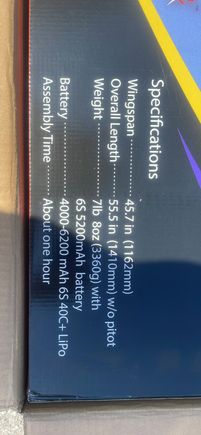 Specifications
Wingspan ............... 45.7 in (1162mm)
Overall Length ......... 55.5 in (1410mm) w/o pitot
Weight ............ 7lb 8oz (3360g) with
6S 5200mAh battery
Battery ............... 4000-6200 mAh 6S 40C+ LiPo
Assembly Time ........ About one hour